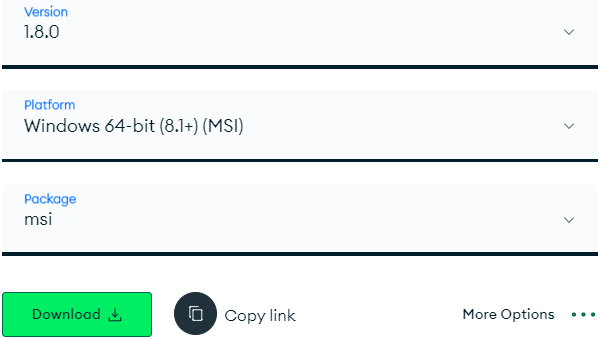 Version
1.8.0
Platform
Windows 64-bit (8.1+) (MSI)
Package
msi
Download
Copy link
More Options